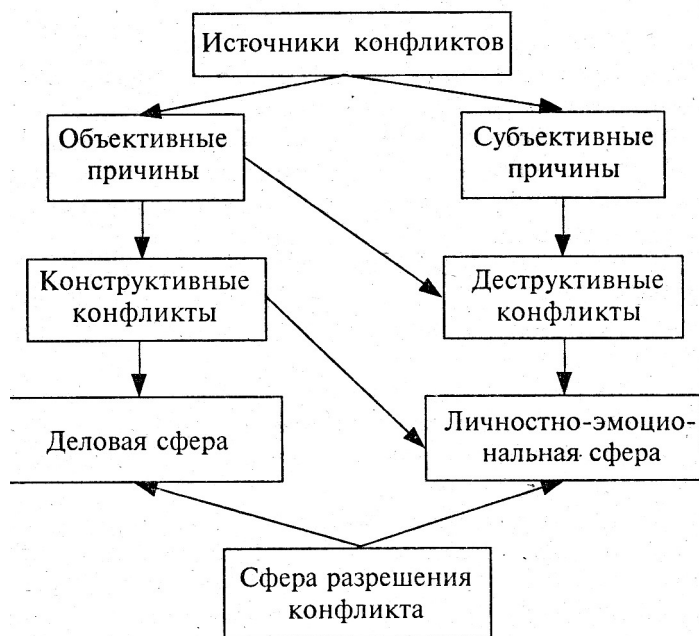 Источники конфликтов
Объективные
причины
Субъективные
причины
Конструктивные
конфликты
Деструктивные
конфликты
Деловая сфера
Личностно-эмоцио-
нальная сфера
Сфера разрешения
конфликта